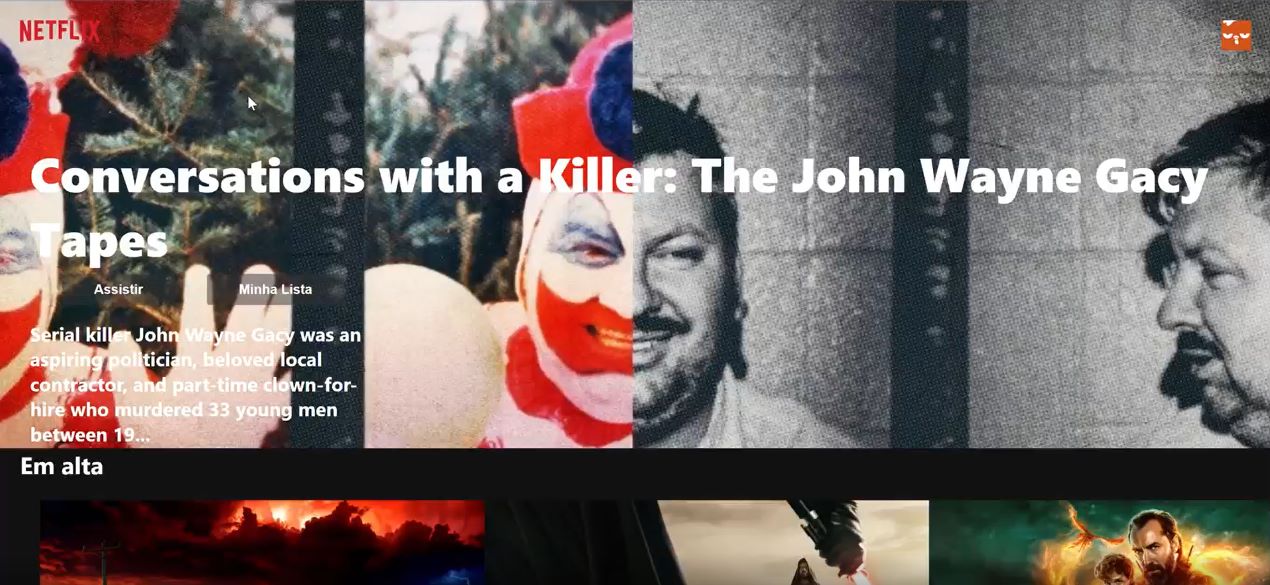 NETFLIX
Conversations with a Killer: The John Wayne Gacy
Tapes
Assistir
Minha Lista
Serial killer John Wayne Gacy was an
aspiring politician, beloved local
contractor, and part-time clown-for-
hire who murdered 33 young men
between 19...
Em alta